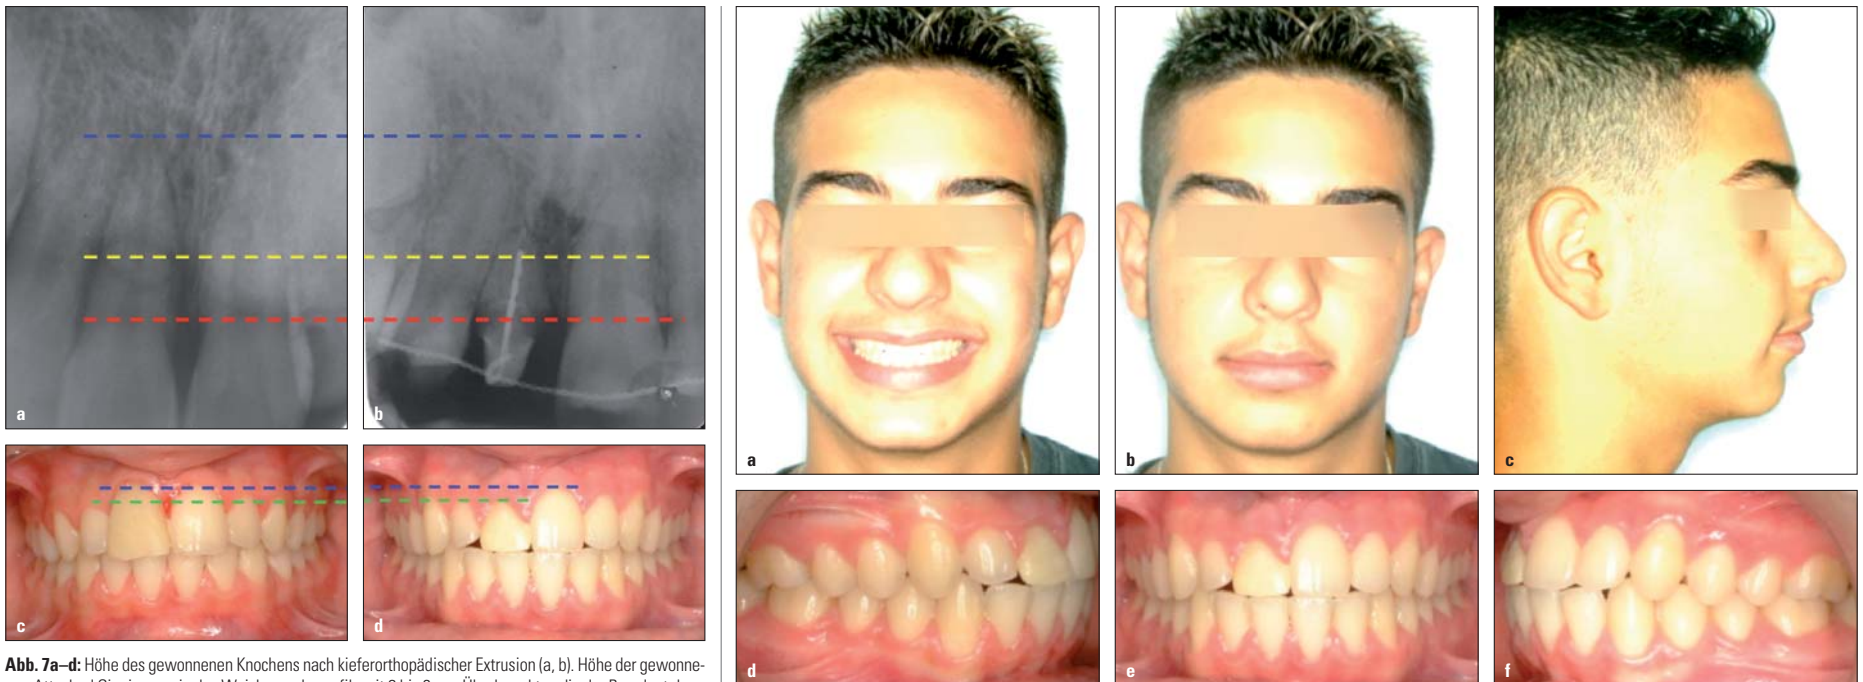 a
b
c
d
Abb. 7a–d: Höhe des gewonnenen Knochens nach kieferorthopädischer Extrusion (a, b). Höhe der gewonne-
a
b
c
d
e
f